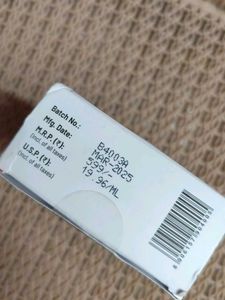 Batch No.:
B4003A
Mfg. Date:
MAR-2025
M.R.P. (₹):
599/-
(incl. of all taxes)
U.S.P. (₹):
19.96/ML
(incl. of all taxes)